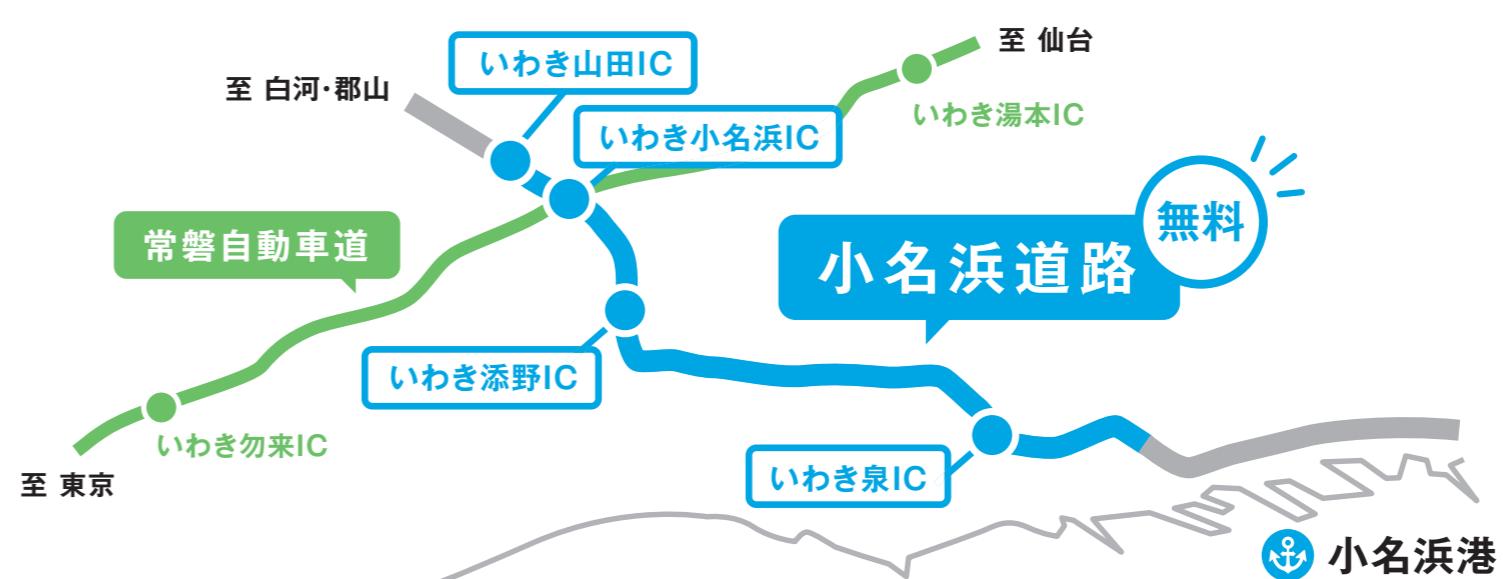 至 仙台
いわき山田IC
至 白河・郡山
いわき湯本IC
いわき小名浜IC
無料
常磐自動車道
小名浜道路
いわき添野IC
いわき勿来IC
いわき泉IC
至 東京
小名浜港